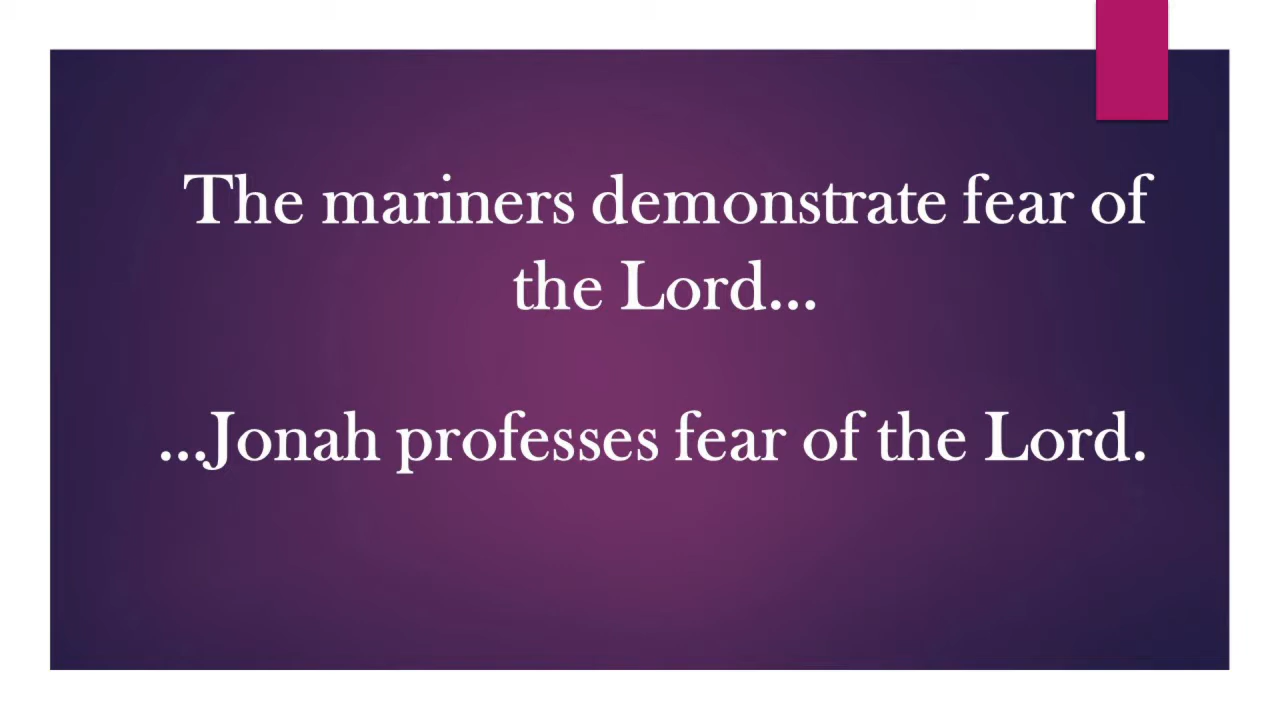 The mariners demonstrate fear of
the Lord...
...Jonah professes fear of the Lord.